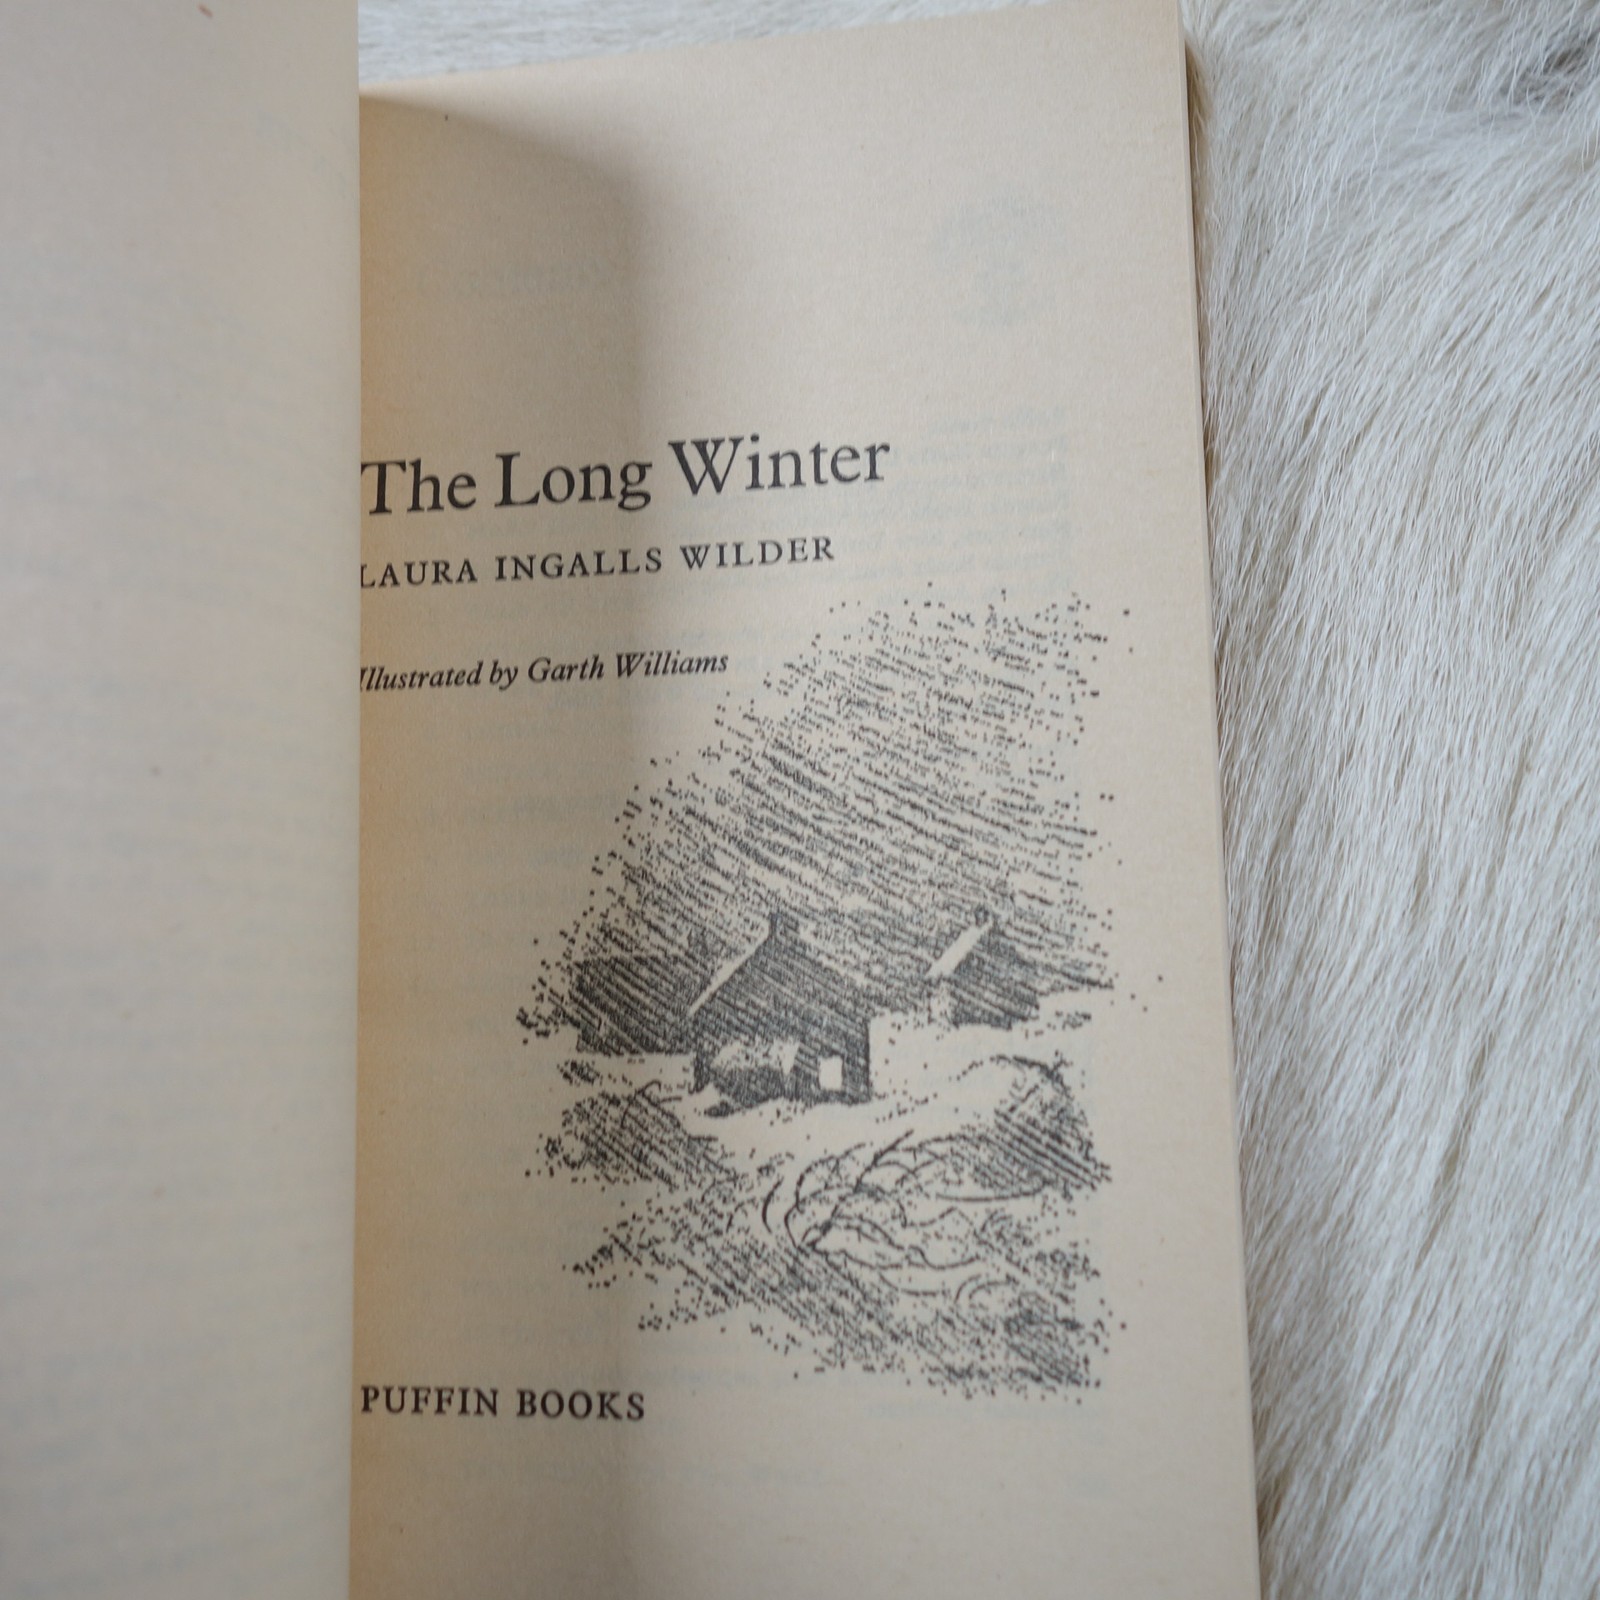 The Long Winter
LAURA INGALLS WILDER
Illustrated by Garth Williams
PUFFIN BOOKS